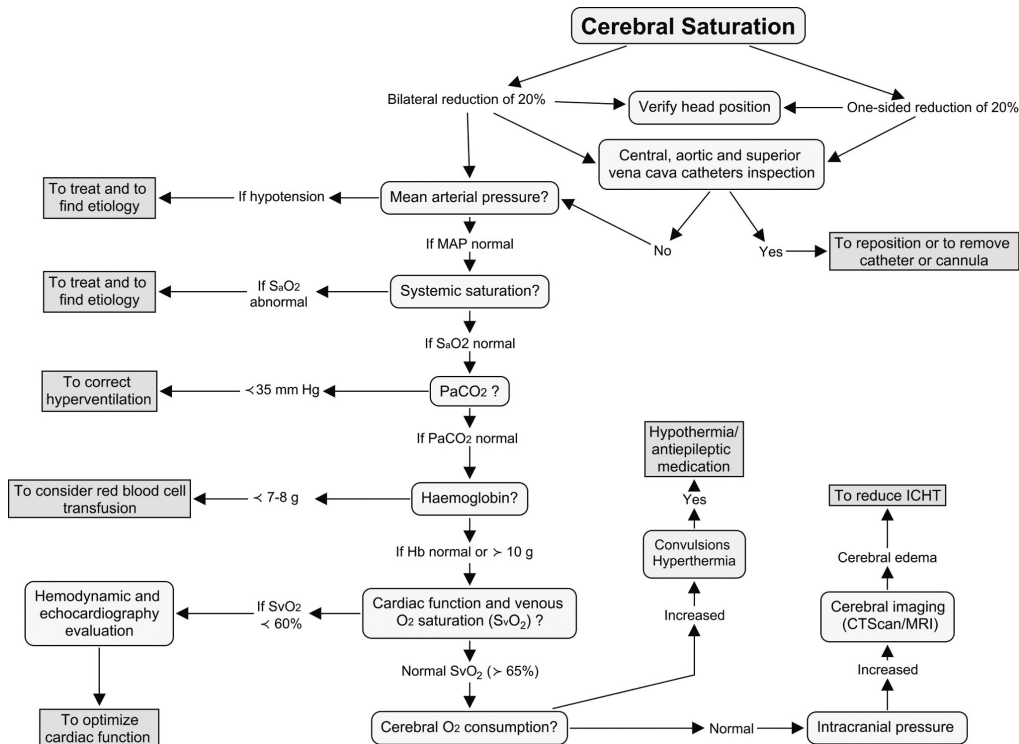 Cerebral Saturation
Bilateral reduction of 20%
Verify head position
One-sided reduction of 20%
Central, aortic and superior
vena cava catheters inspection
To treat and to
find etiology
If hypotension
Mean arterial pressure?
No
Yes
To reposition or to remove
catheter or cannula
If MAP normal
To treat and to
find etiology
If SaO2
abnormal
Systemic saturation?
If SaO2 normal
To correct
hyperventilation
≺35 mm Hg
PaCO2 ?
If PaCO2 normal
Hypothermia/
antiepileptic
medication
To consider red blood cell
transfusion
≺ 7-8 g
Haemoglobin?
Yes
To reduce ICHT
If Hb normal or ≻ 10 g
Convulsions
Hyperthermia
Cerebral edema
Hemodynamic and
echocardiography
evaluation
If SvO2
≺ 60%
Cardiac function and venous
O2 saturation (SvO2) ?
Increased
Cerebral imaging
(CTScan/MRI)
Normal SvO2 (≻ 65%)
Increased
To optimize
cardiac function
Cerebral O2 consumption?
Normal
Intracranial pressure